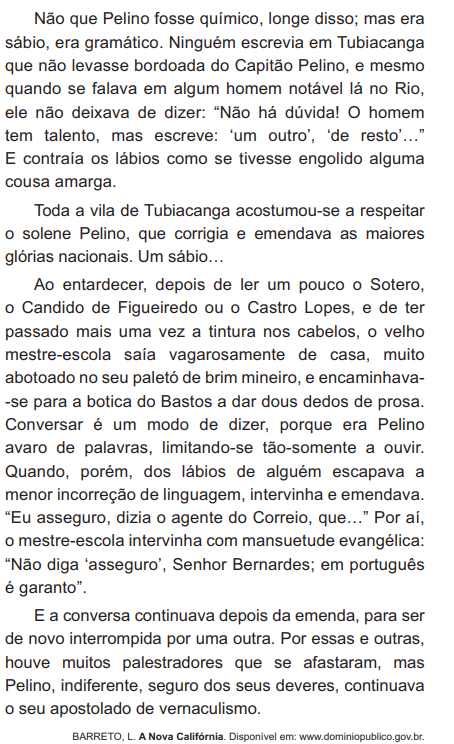 Não que Pelino fosse químico, longe disso; mas era
sábio, era gramático. Ninguém escrevia em Tubiacanga
que não levasse bordoada do Capitão Pelino, e mesmo
quando se falava em algum homem notável lá no Rio,
ele não deixava de dizer: “Não há dúvida! O homem
tem talento, mas escreve: ‘um outro’, ‘de resto’…”
E contraía os lábios como se tivesse engolido alguma
cousa amarga.
Toda a vila de Tubiacanga acostumou-se a respeitar
o solene Pelino, que corrigia e emendava as maiores
glórias nacionais. Um sábio…
Ao entardecer, depois de ler um pouco o Sotero,
o Candido de Figueiredo ou o Castro Lopes, e de ter
passado mais uma vez a tintura nos cabelos, o velho
mestre-escola saía vagarosamente de casa, muito
abotoado no seu paletó de brim mineiro, e encaminhava-
-se para a botica do Bastos a dar dous dedos de prosa.
Conversar é um modo de dizer, porque era Pelino
avaro de palavras, limitando-se tão-somente a ouvir.
Quando, porém, dos lábios de alguém escapava a
menor incorreção de linguagem, intervinha e emendava.
“Eu asseguro, dizia o agente do Correio, que…” Por aí,
o mestre-escola intervinha com mansuetude evangélica:
“Não diga ‘asseguro’, Senhor Bernardes; em português
é garanto”.
E a conversa continuava depois da emenda, para ser
de novo interrompida por uma outra. Por essas e outras,
houve muitos palestradores que se afastaram, mas
Pelino, indiferente, seguro dos seus deveres, continuava
o seu apostolado de vernaculismo.
BARRETO, L. A Nova Califórnia. Disponível em: www.dominiopublico.gov.br.